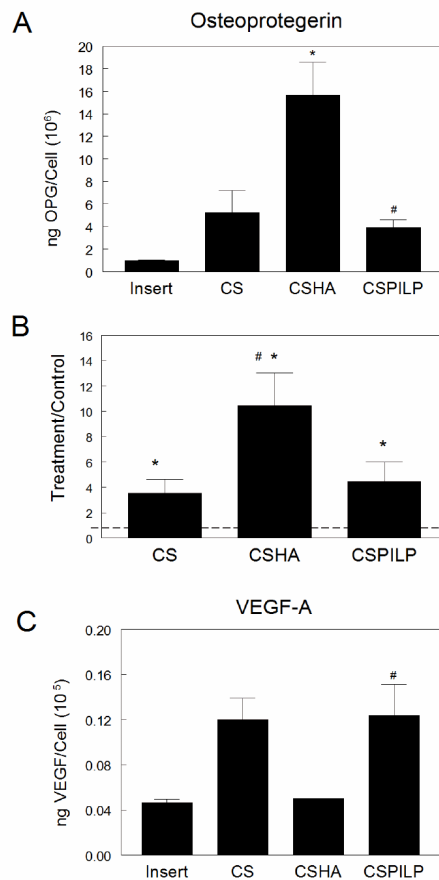 A
Osteoprotegerin
ng OPG/Cell (10⁶)
20
18
16
14
12
10
8
6
4
2
0
*
#
Insert CS CSHA CSPILP
B
Treatment/Control
16
14
12
10
8
6
4
2
0
*
# *
*
CS CSHA CSPILP
C
VEGF-A
ng VEGF/Cell (10⁻⁵)
0.20
0.16
0.12
0.08
0.04
0.00
#
Insert CS CSHA CSPILP